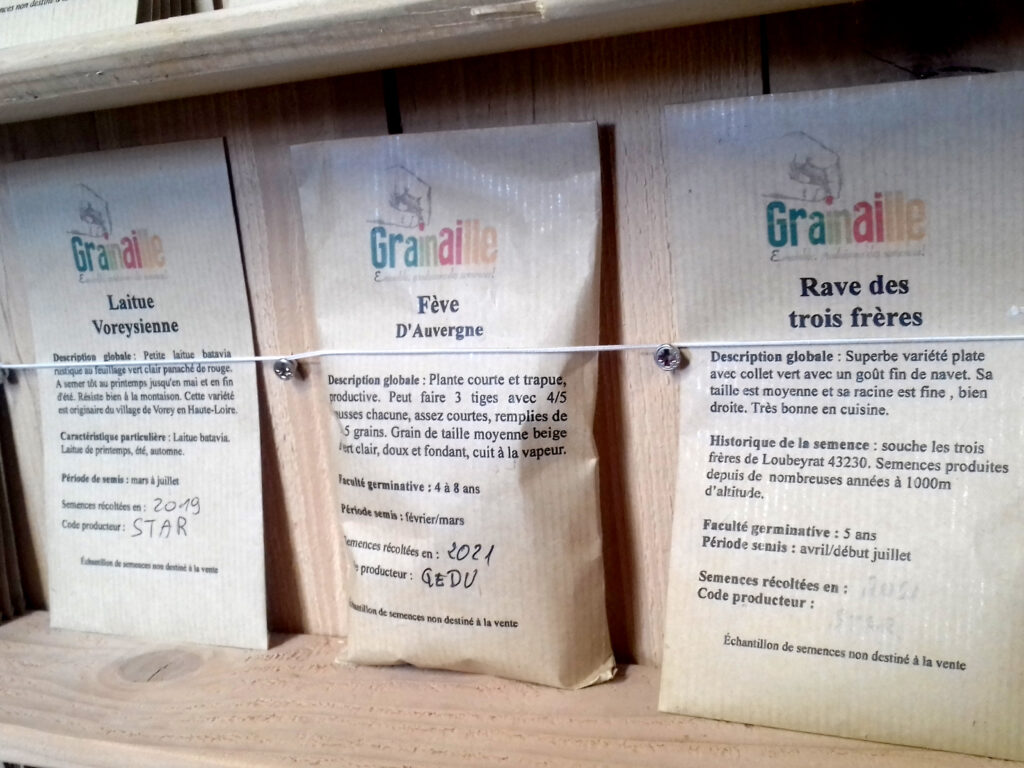 ences non destiné
Grainaille
Laitue
Voreysienne
Description globale : Petite laitue batavia
rustique au feuillage vert clair panaché de rouge.
A semer tôt au printemps jusqu'en mai et en fin
d'été. Résiste bien à la montaison. Cette variété
est originaire du village de Vorey en Haute-Loire.
Caractéristique particulière : Laitue batavia.
Laitue de printemps, été, automne.
Période de semis : mars à juillet
Semences récoltées en : 2019
Code producteur : STAR
Échantillon de semences non destiné à la vente
Grainaille
Fève
D'Auvergne
Description globale : Plante courte et trapue,
productive. Peut faire 3 tiges avec 4/5
usses chacune, assez courtes, remplies de
5 grains. Grain de taille moyenne beige
vert clair, doux et fondant, cuit à la vapeur.
Faculté germinative : 4 à 8 ans
Période semis : février/mars
Semences récoltées en : 2021
producteur : GEDU
Échantillon de semences non destiné à la vente
Grainaille
Rave des
trois frères
Description globale : Superbe variété plate
avec collet vert avec un goût fin de navet. Sa
taille est moyenne et sa racine est fine , bien
droite. Très bonne en cuisine.
Historique de la semence : souche les trois
frères de Loubeyrat 43230. Semences produites
depuis de nombreuses années à 1000m
d'altitude.
Faculté germinative : 5 ans
Période semis : avril/début juillet
Semences récoltées en :
Code producteur :
Échantillon de semences non destiné à la vente